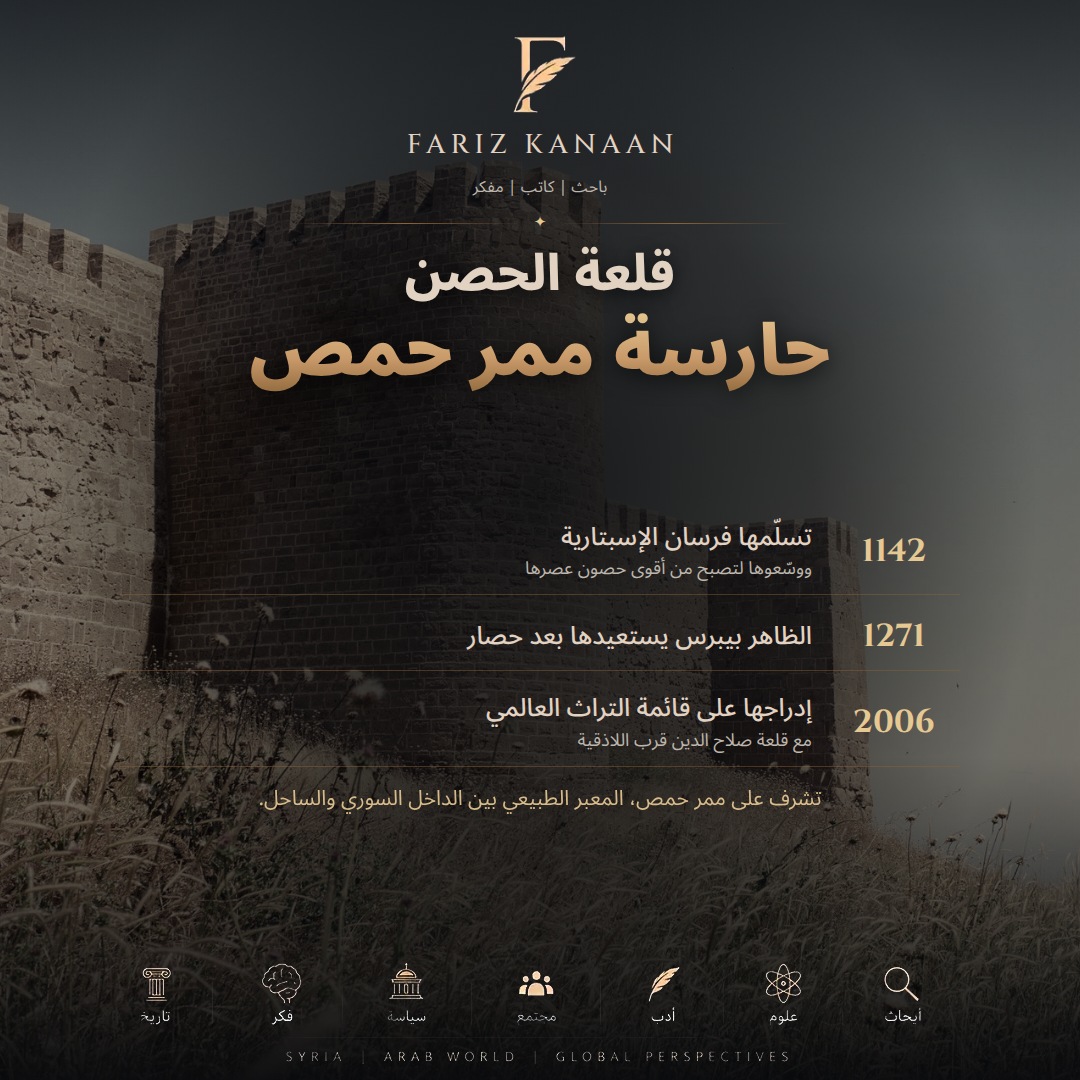 FARIZ KANAAN
باحث | كاتب | مفكر
قلعة الحصن
حارسة ممر حمص
1142
تسلّمها فرسان الإسبتارية
ووسّعوها لتصبح من أقوى حصون عصرها
1271
الظاهر بيبرس يستعيدها بعد حصار
2006
إدراجها على قائمة التراث العالمي
مع قلعة صلاح الدين قرب اللاذقية
تشرف على ممر حمص، المعبر الطبيعي بين الداخل السوري والساحل.
أبحاث
علوم
أدب
مجتمع
سياسة
فكر
تاريخ
SYRIA | ARAB WORLD | GLOBAL PERSPECTIVES